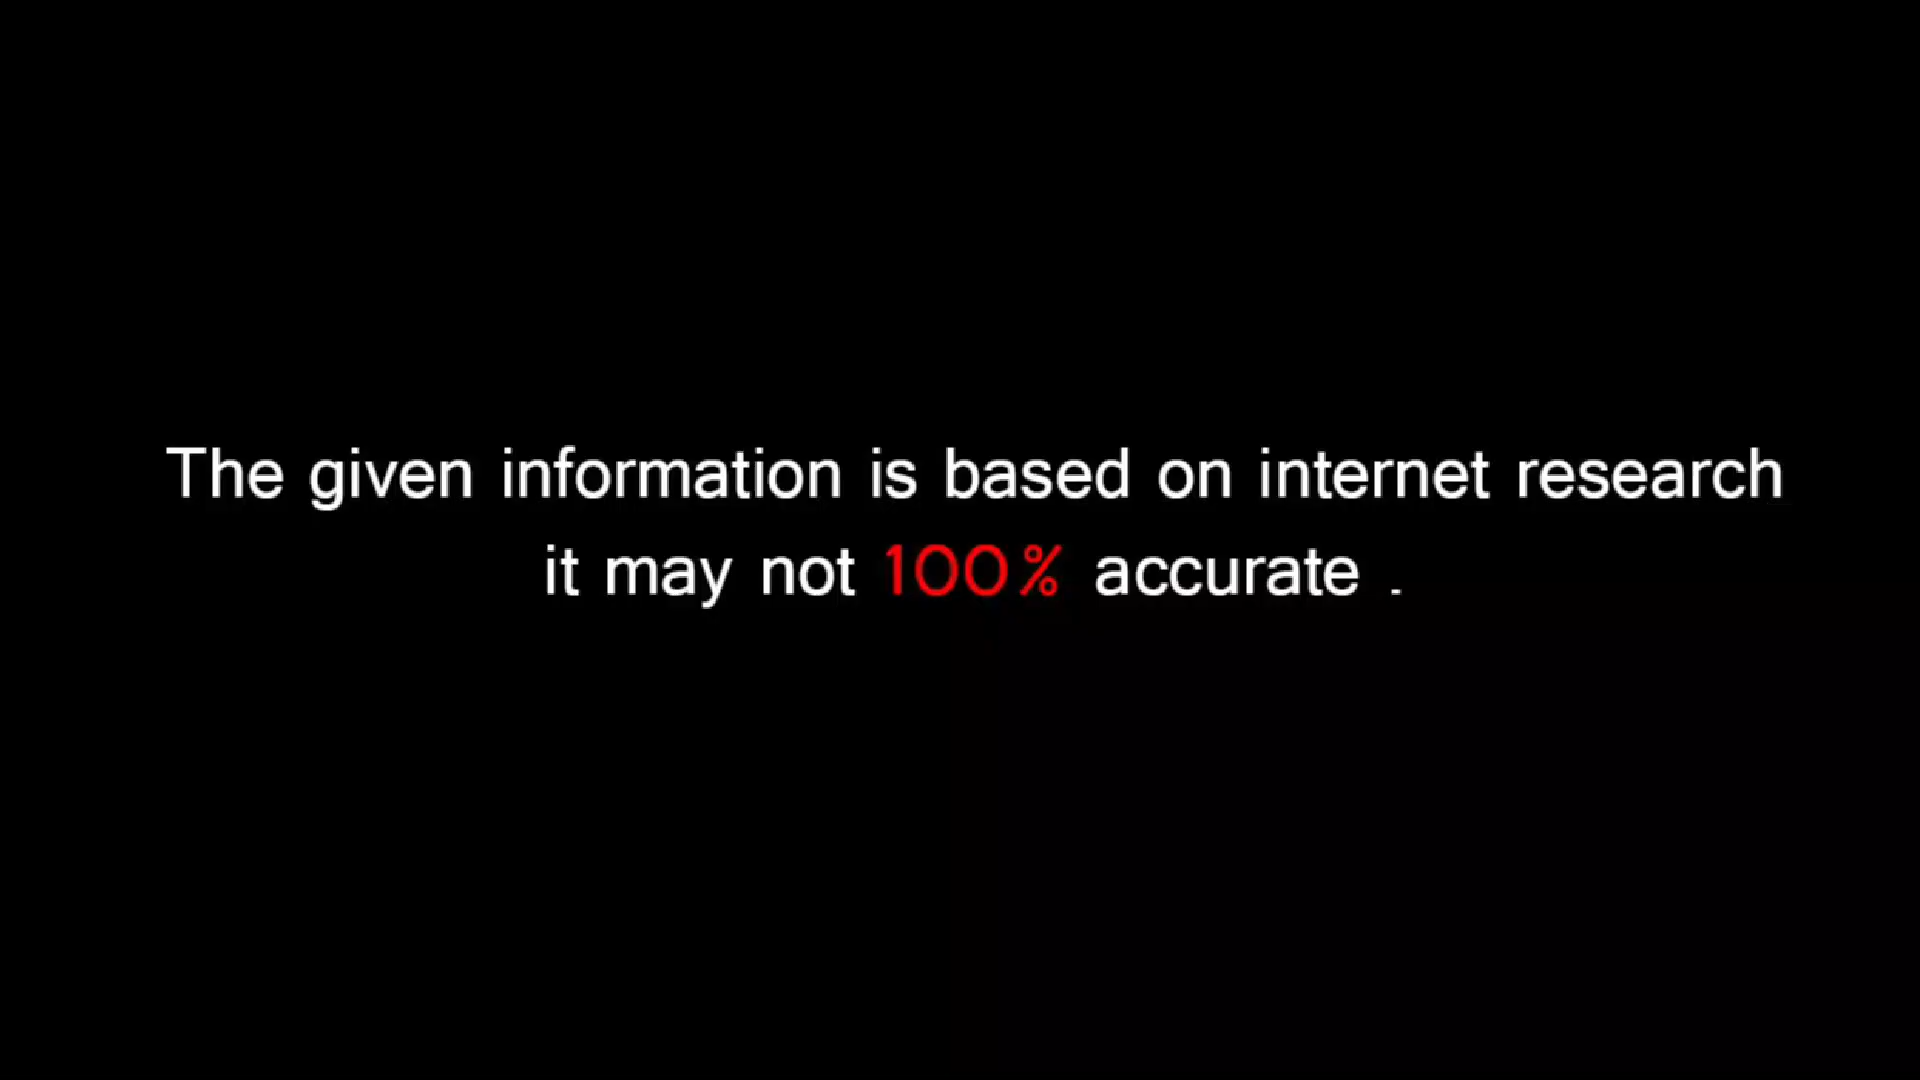 The given information is based on internet research
it may not 100% accurate .